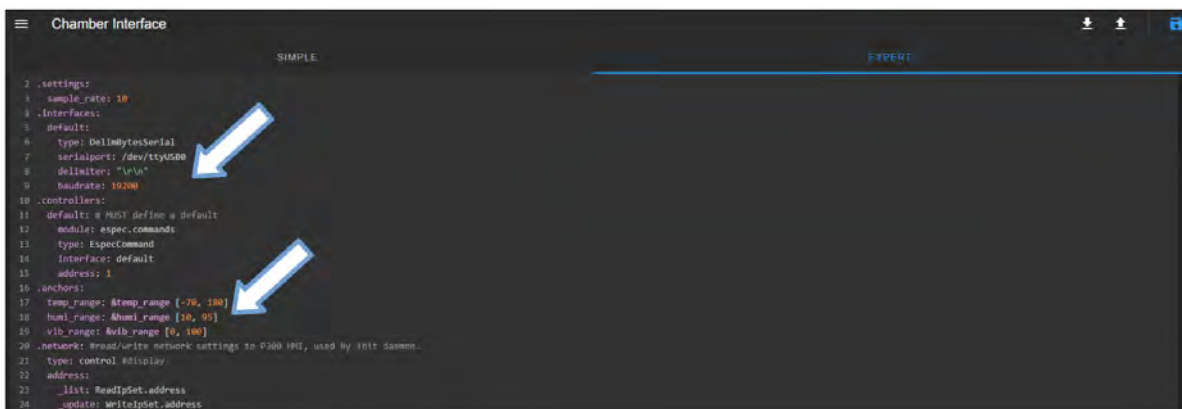 Chamber Interface
SIMPLE
EXPERT
2 .settings:
3 sample_rate: 10
4 .interfaces:
5 default:
6 type: DelimBytesSerial
7 serialport: /dev/ttyUSB0
8 delimiter: "\r\n"
9 baudrate: 19200
10 .controllers:
11 default: # MUST define a default
12 module: espec.commands
13 type: EspecCommand
14 interface: default
15 address: 1
16 .anchors:
17 temp_range: &temp_range [-70, 180]
18 humi_range: &humi_range [10, 95]
19 vib_range: &vib_range [0, 100]
20 .network: #read/write network settings to P300 HMI, used by init daemon…
21 type: control #display
22 address:
23 _list: ReadIpSet.address
24 _update: WriteIpSet.address